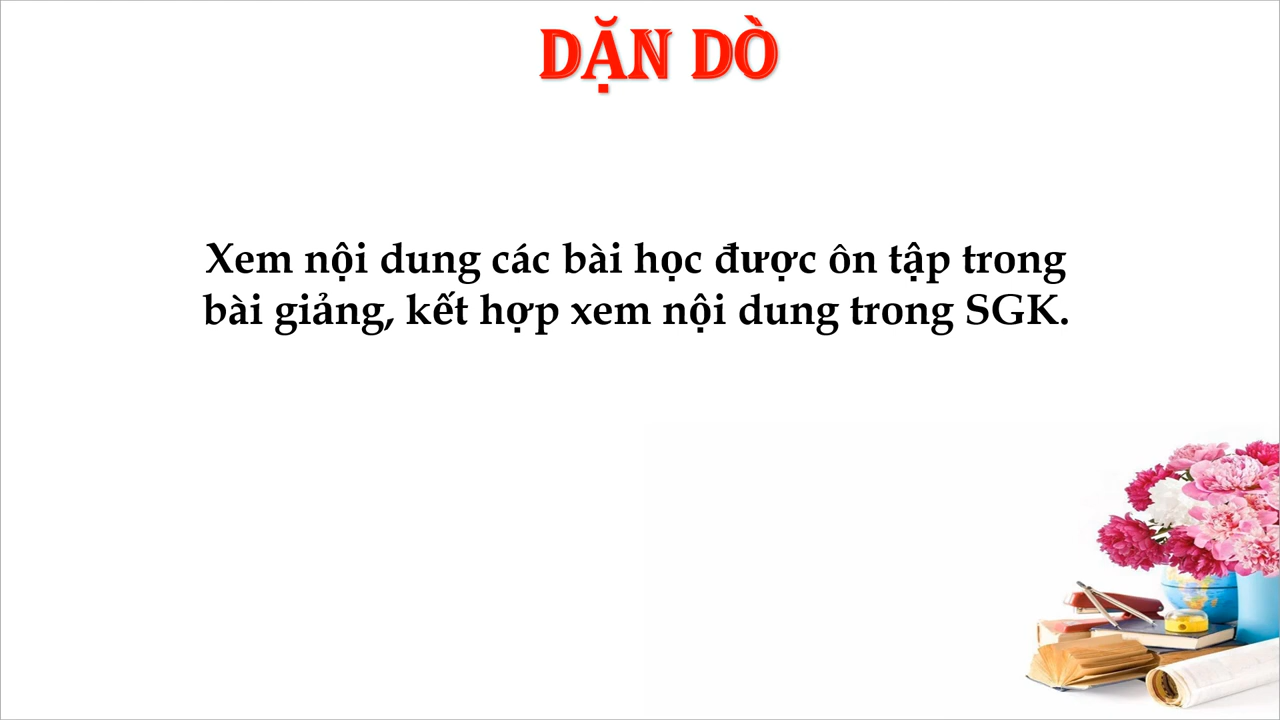 DẶN DÒ
Xem nội dung các bài học được ôn tập trong
bài giảng, kết hợp xem nội dung trong SGK.